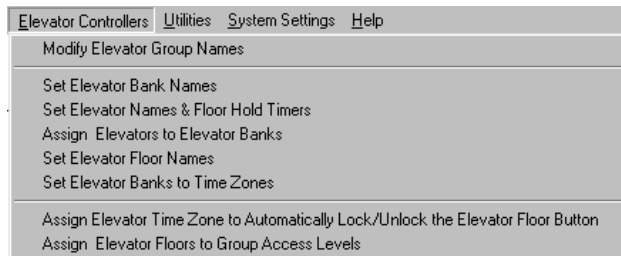 Elevator Controllers Utilities System Settings Help
Modify Elevator Group Names
Set Elevator Bank Names
Set Elevator Names & Floor Hold Timers
Assign Elevators to Elevator Banks
Set Elevator Floor Names
Set Elevator Banks to Time Zones
Assign Elevator Time Zone to Automatically Lock/Unlock the Elevator Floor Button
Assign Elevator Floors to Group Access Levels